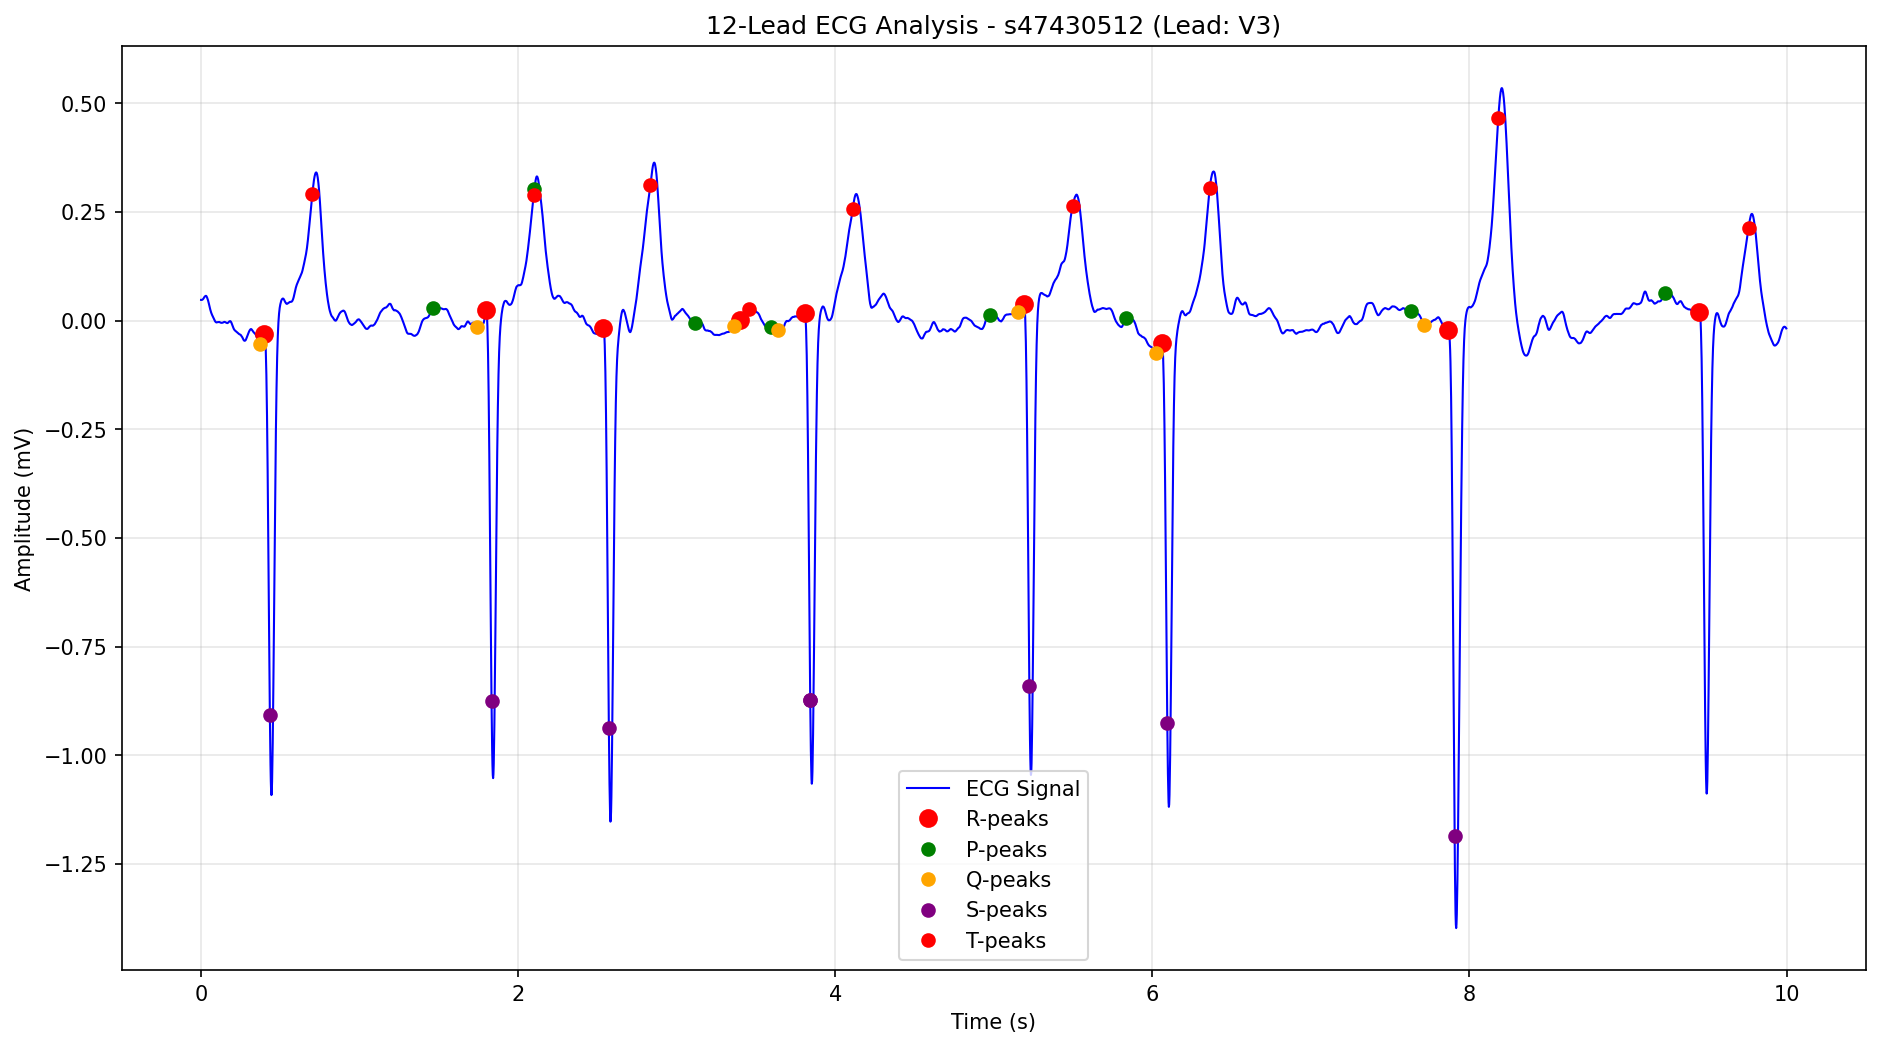 12-Lead ECG Analysis - s47430512 (Lead: V3)
Amplitude (mV)
0.50
0.25
0.00
−0.25
−0.50
−0.75
−1.00
−1.25
ECG Signal
R-peaks
P-peaks
Q-peaks
S-peaks
T-peaks
0 2 4 6 8 10
Time (s)